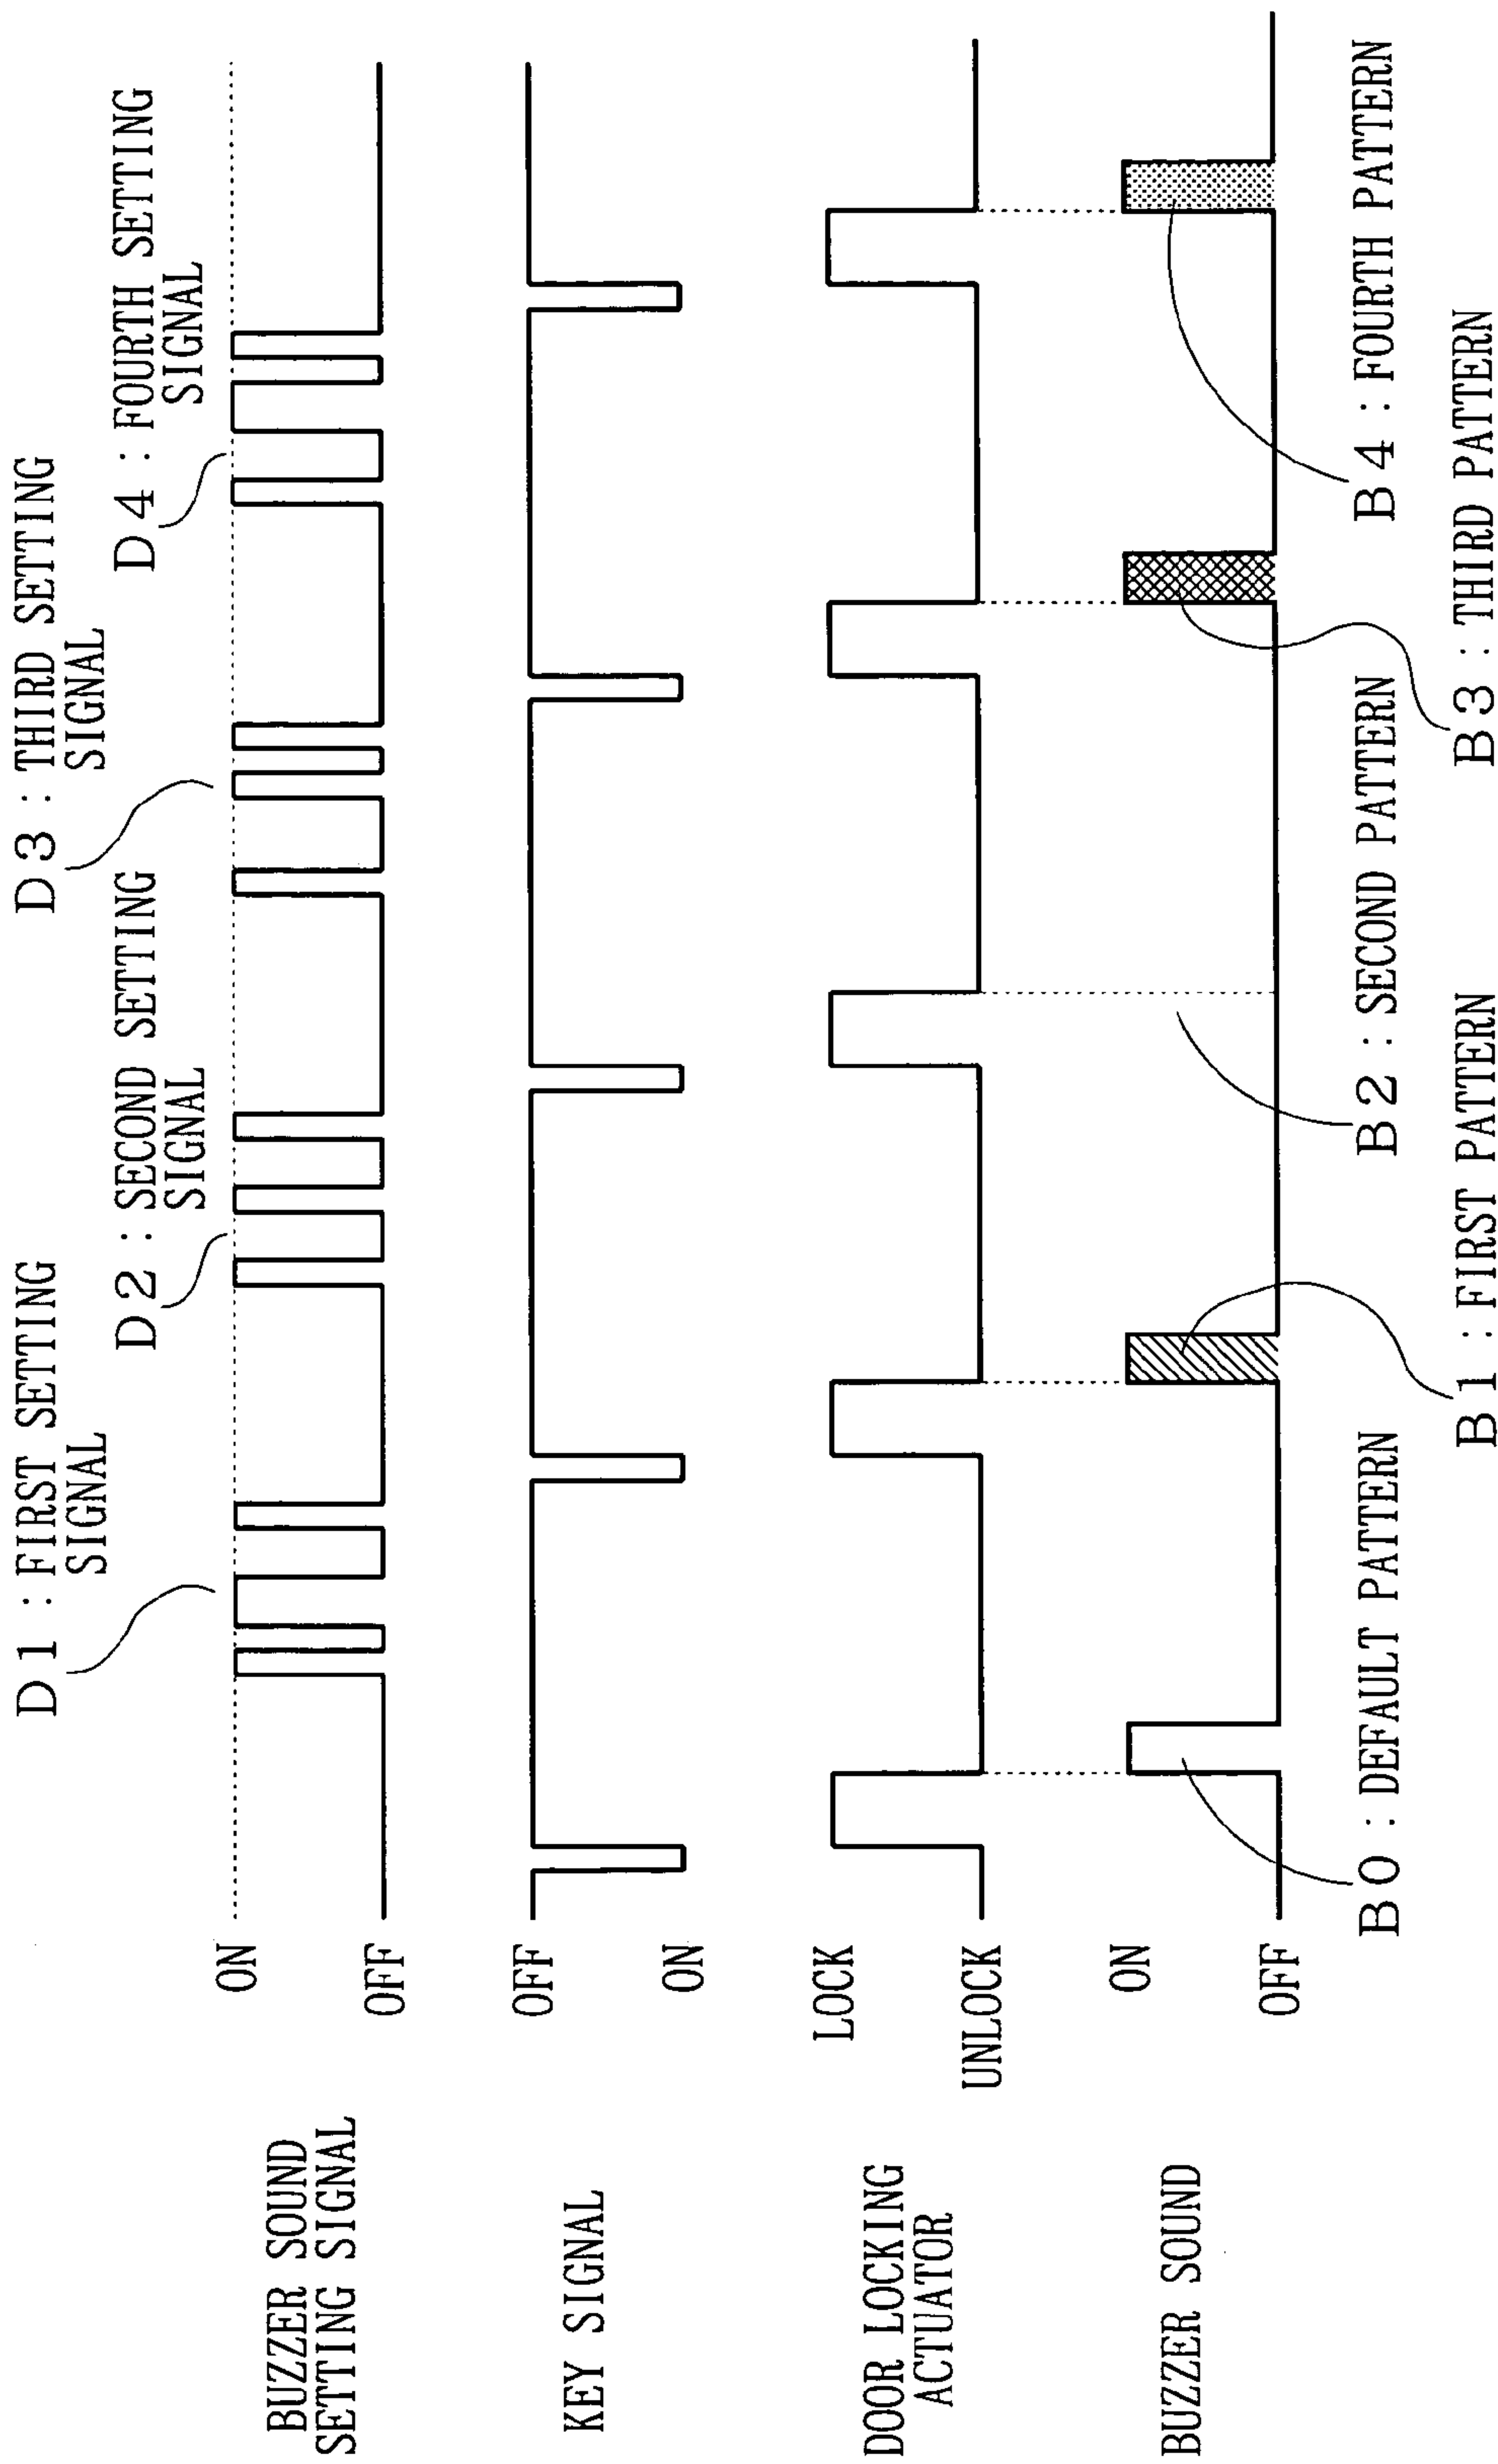 D1 : FIRST SETTING
SIGNAL
D2 : SECOND SETTING
SIGNAL
D3 : THIRD SETTING
SIGNAL
D4 : FOURTH SETTING
SIGNAL
BUZZER SOUND
SETTING SIGNAL
ON
OFF
KEY SIGNAL
OFF
ON
DOOR LOCKING
ACTUATOR
LOCK
UNLOCK
BUZZER SOUND
ON
OFF
B0 : DEFAULT PATTERN
B1 : FIRST PATTERN
B2 : SECOND PATTERN
B3 : THIRD PATTERN
B4 : FOURTH PATTERN